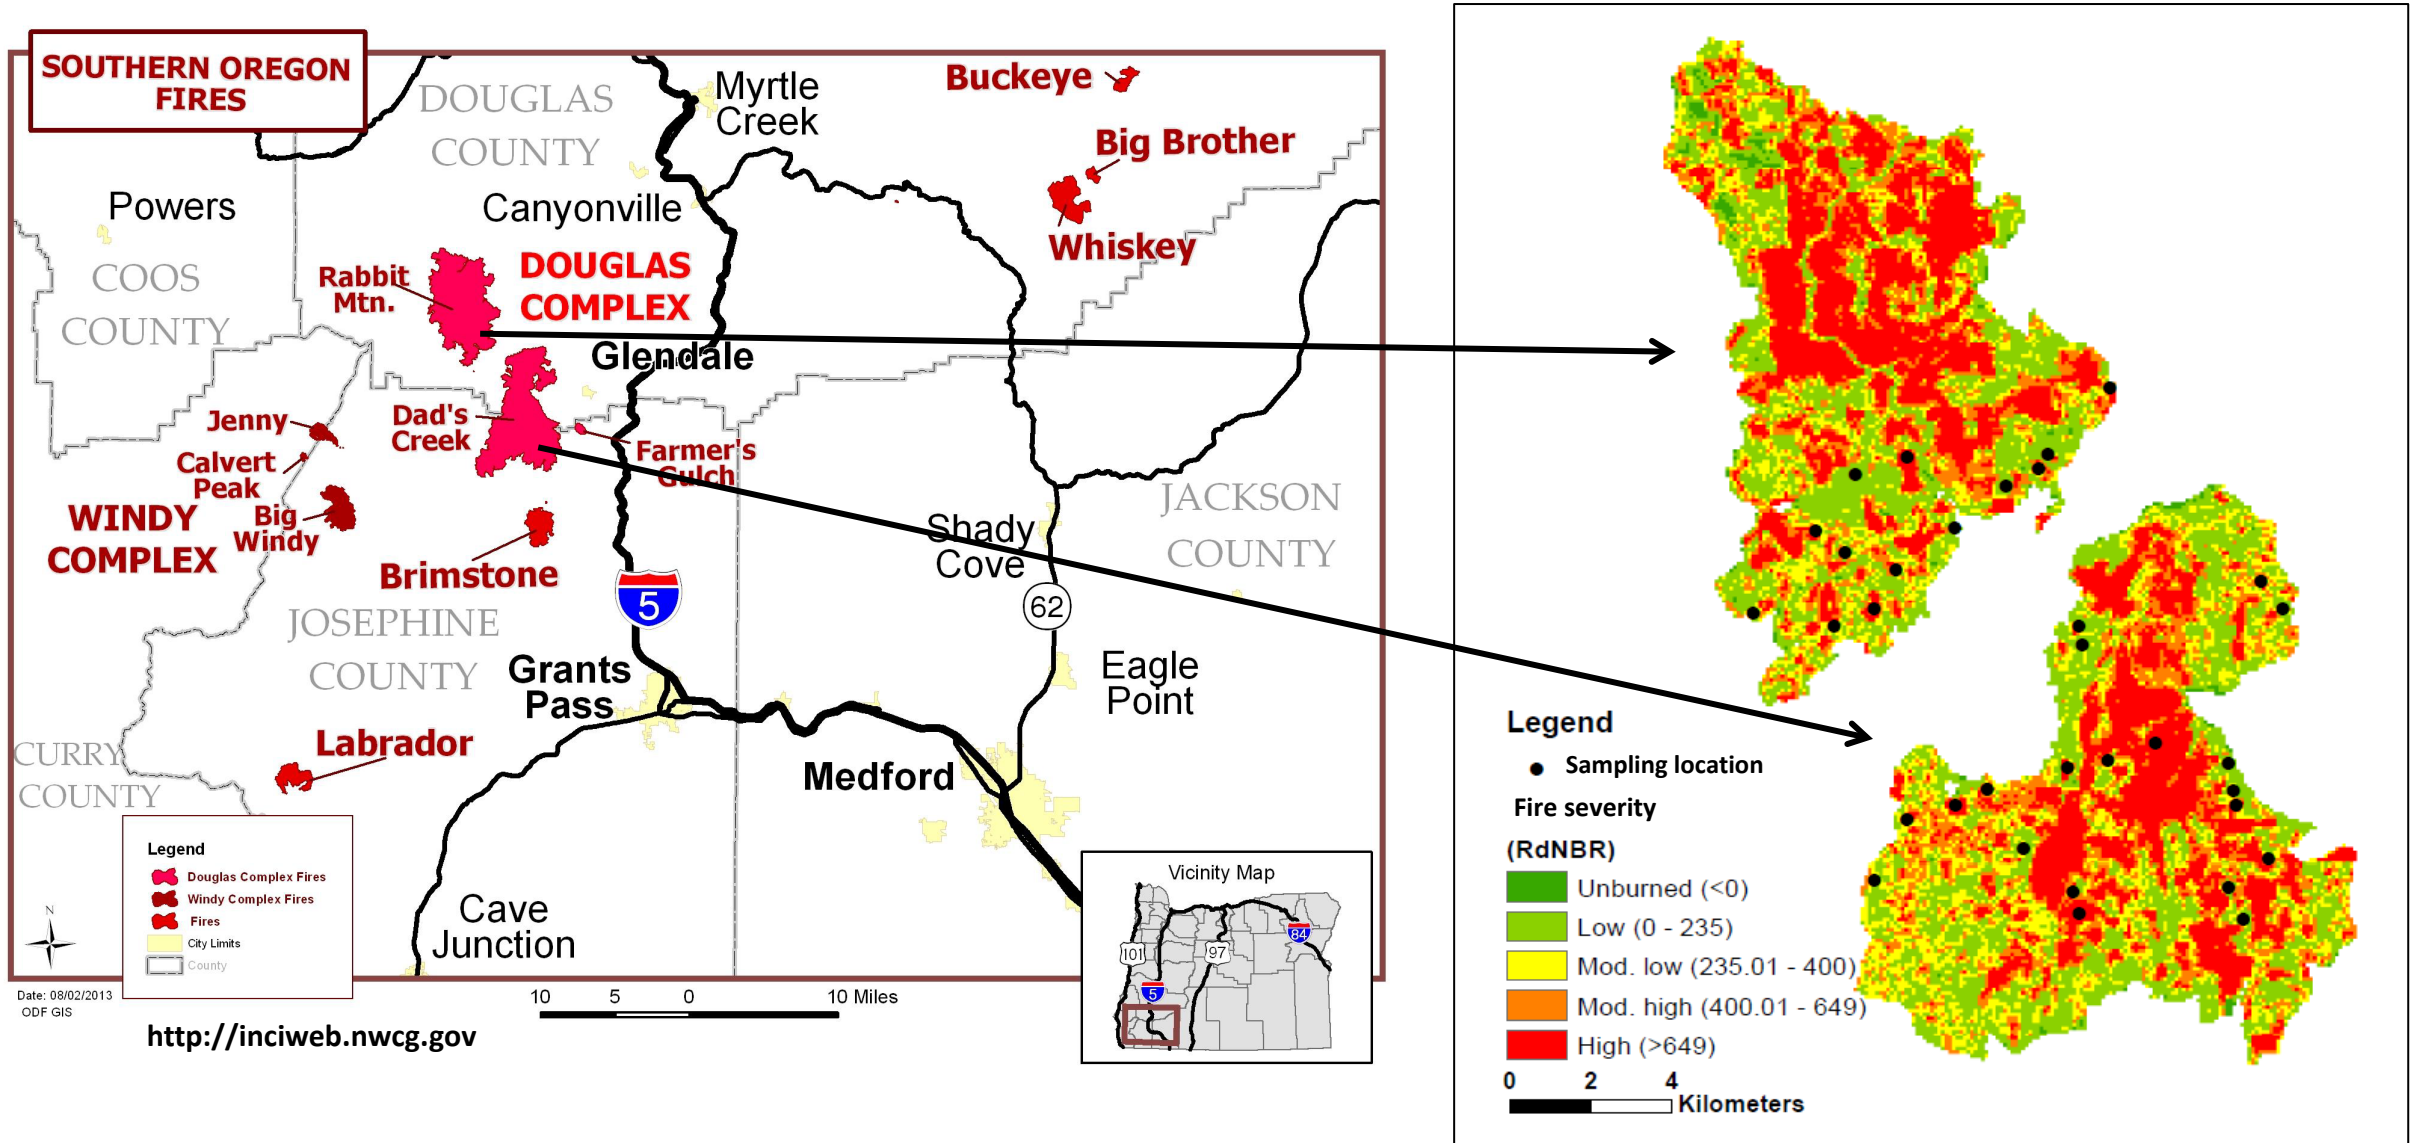 SOUTHERN OREGON
FIRES
DOUGLAS
COUNTY
Myrtle
Creek
Buckeye
Big Brother
Powers
Canyonville
Whiskey
COOS
COUNTY
Rabbit
Mtn.
DOUGLAS
COMPLEX
Glendale
Jenny
Dad's
Creek
Farmer's
Gulch
Calvert
Peak
WINDY
COMPLEX
Big
Windy
Brimstone
Shady
Cove
JACKSON
COUNTY
5
62
JOSEPHINE
COUNTY
Grants
Pass
Eagle
Point
CURRY
COUNTY
Labrador
Medford
Cave
Junction
Legend
Douglas Complex Fires
Windy Complex Fires
Fires
City Limits
County
N
Date: 08/02/2013
ODF GIS
http://inciweb.nwcg.gov
10 5 0 10 Miles
Vicinity Map
101
97
84
5
Legend
Sampling location
Fire severity
(RdNBR)
Unburned (<0)
Low (0 - 235)
Mod. low (235.01 - 400)
Mod. high (400.01 - 649)
High (>649)
0 2 4
Kilometers